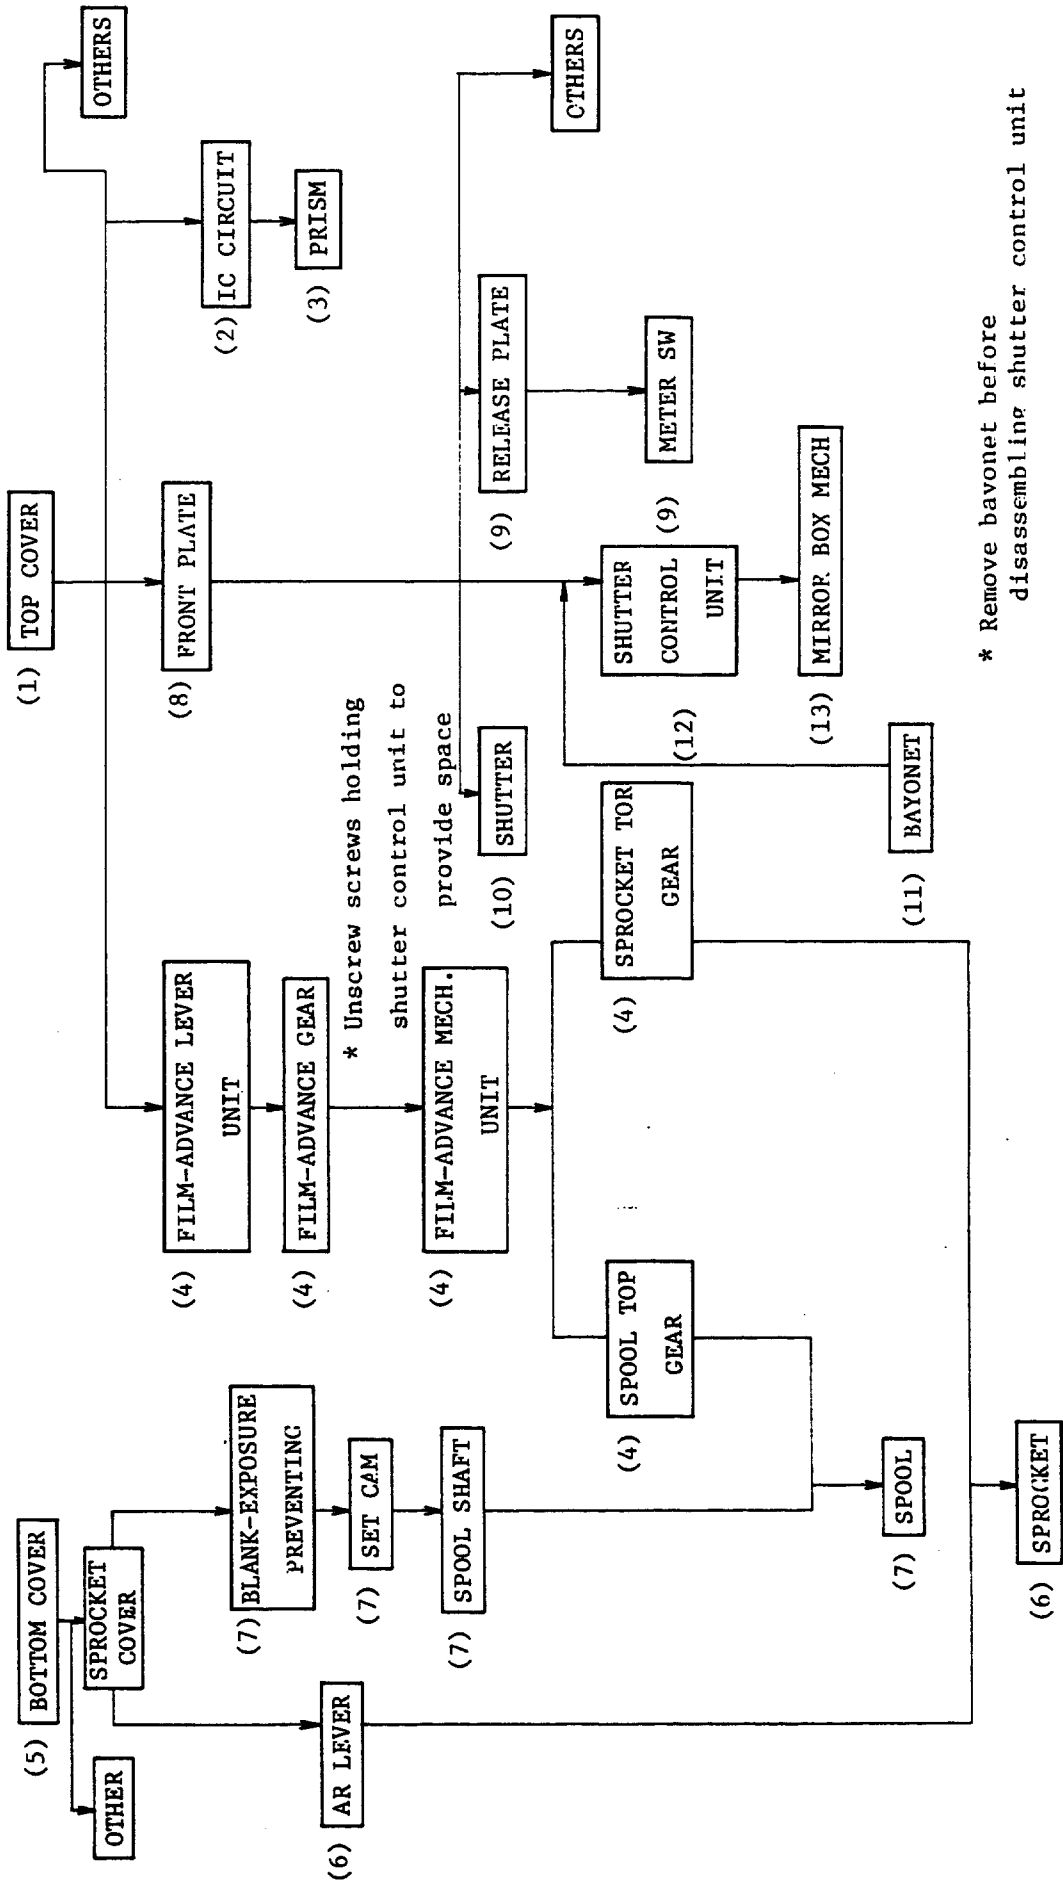 (1) TOP COVER
OTHERS
(2) IC CIRCUIT
(3) PRISM
(8) FRONT PLATE
(4) FILM-ADVANCE LEVER
UNIT
(4) FILM-ADVANCE GEAR
* Unscrew screws holding
shutter control unit to
provide space
(4) FILM-ADVANCE MECH.
UNIT
(4) SPOOL TOP
GEAR
(4) SPROCKET TOR
GEAR
(10) SHUTTER
(9) RELEASE PLATE
(9) METER SW
OTHERS
(12) SHUTTER
CONTROL
UNIT
(13) MIRROR BOX MECH
(11) BAYONET
(5) BOTTOM COVER
OTHER
SPROCKET
COVER
(7) BLANK-EXPOSURE
PREVENTING
(7) SET CAM
(7) SPOOL SHAFT
(6) AR LEVER
(7) SPOOL
(6) SPROCKET
* Remove bavonet before
disassembling shutter control unit